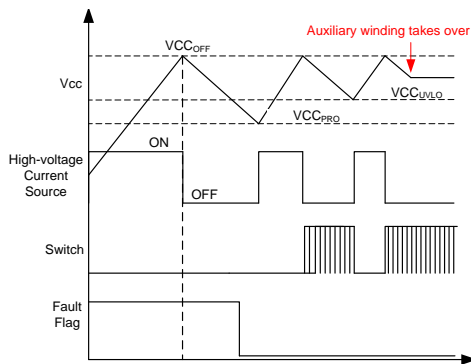 Auxiliary winding takes over
VCCOFF
Vcc
VCCUVLO
VCCPRO
ON
High-voltage
Current
Source
OFF
Switch
Fault
Flag